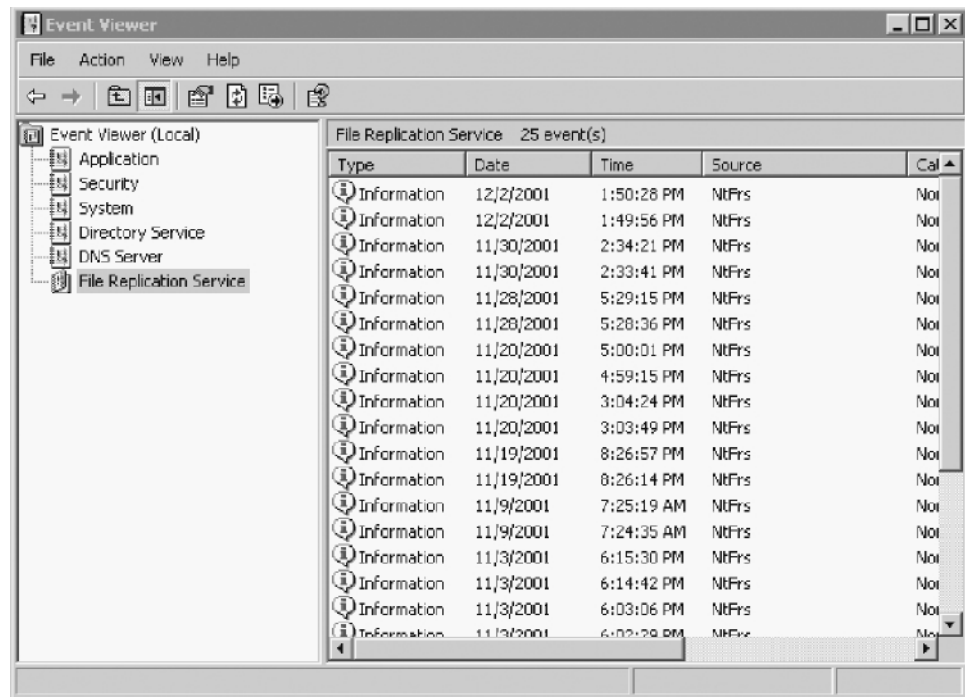 Event Viewer
File Action View Help
Event Viewer (Local)
Application
Security
System
Directory Service
DNS Server
File Replication Service
File Replication Service 25 event(s)
Type Date Time Source
Information 12/2/2001 1:50:28 PM NtFrs
Information 12/2/2001 1:49:56 PM NtFrs
Information 11/30/2001 2:34:21 PM NtFrs
Information 11/30/2001 2:33:41 PM NtFrs
Information 11/28/2001 5:29:15 PM NtFrs
Information 11/28/2001 5:28:36 PM NtFrs
Information 11/20/2001 5:00:01 PM NtFrs
Information 11/20/2001 4:59:15 PM NtFrs
Information 11/20/2001 3:04:24 PM NtFrs
Information 11/20/2001 3:03:49 PM NtFrs
Information 11/19/2001 8:26:57 PM NtFrs
Information 11/19/2001 8:26:14 PM NtFrs
Information 11/9/2001 7:25:19 AM NtFrs
Information 11/9/2001 7:24:35 AM NtFrs
Information 11/3/2001 6:15:30 PM NtFrs
Information 11/3/2001 6:14:42 PM NtFrs
Information 11/3/2001 6:03:06 PM NtFrs
Information 11/3/2001 6:02:29 PM NtFrs